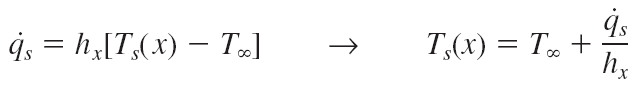 q̇ₛ = hₓ[Tₛ(x) − T∞] → Tₛ(x) = T∞ + q̇ₛ/hₓ